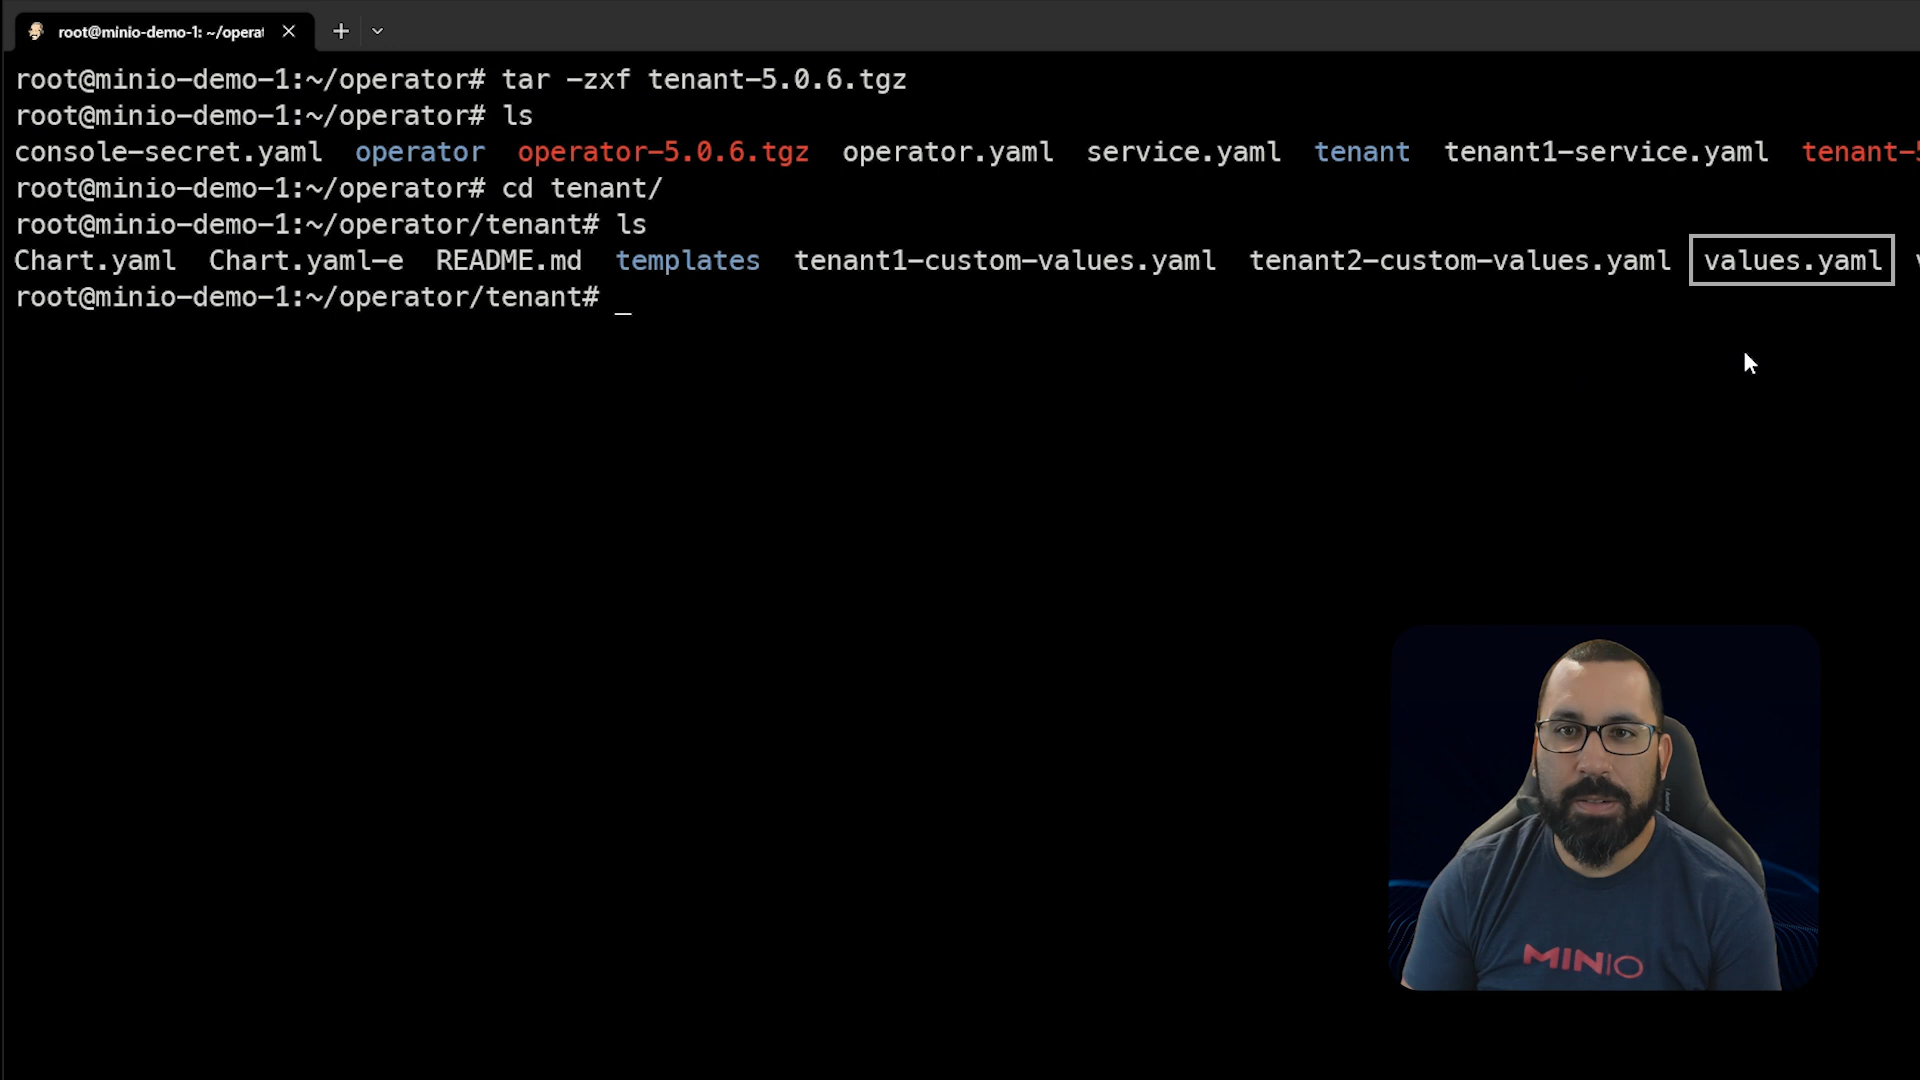 root@minio-demo-1: ~/operat
root@minio-demo-1:~/operator# tar -zxf tenant-5.0.6.tgz
root@minio-demo-1:~/operator# ls
console-secret.yaml operator operator-5.0.6.tgz operator.yaml service.yaml tenant tenant1-service.yaml tenant-5
root@minio-demo-1:~/operator# cd tenant/
root@minio-demo-1:~/operator/tenant# ls
Chart.yaml Chart.yaml-e README.md templates tenant1-custom-values.yaml tenant2-custom-values.yaml values.yaml
root@minio-demo-1:~/operator/tenant# _
MINIO